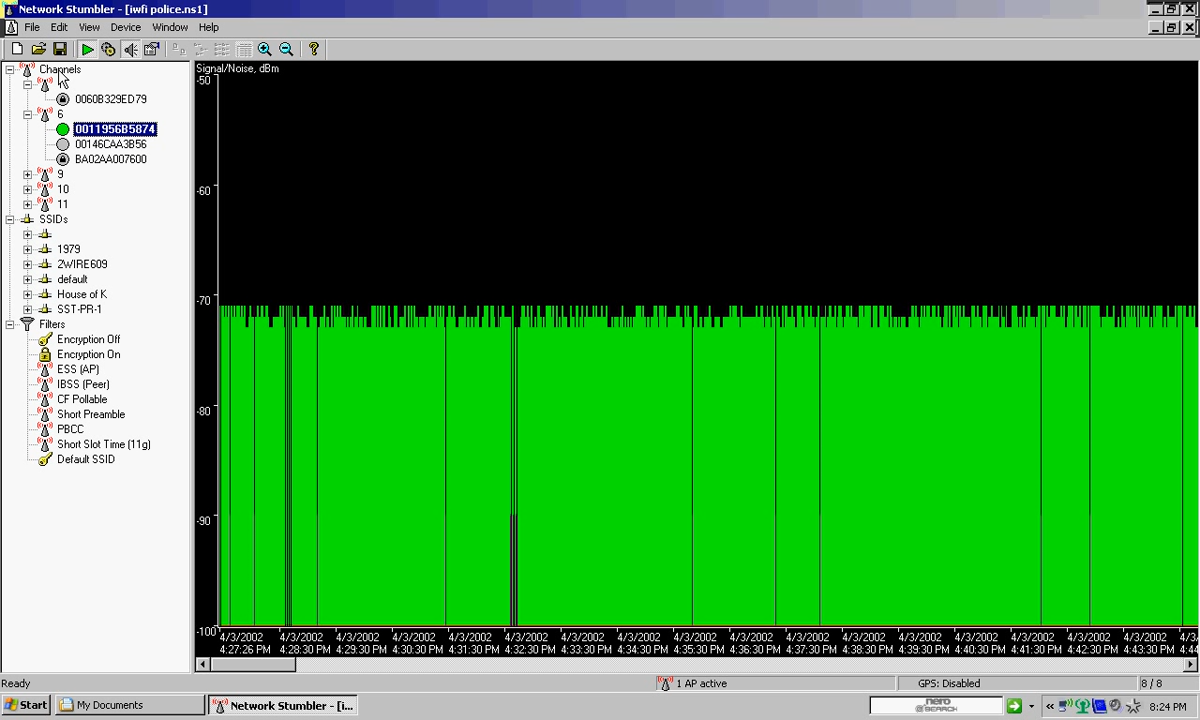 Network Stumbler - [iwfi police.ns1]
File Edit View Device Window Help
Channels
0060B329ED79
6
0011956B5874
00146CAA3B56
BA02AA007600
9
10
11
SSIDs
1979
2WIRE609
default
House of K
SST-PR-1
Filters
Encryption Off
Encryption On
ESS (AP)
IBSS (Peer)
CF Pollable
Short Preamble
PBCC
Short Slot Time (11g)
Default SSID
Signal/Noise, dBm
-50
-60
-70
-80
-90
-100
4/3/2002 4/3/2002 4/3/2002 4/3/2002 4/3/2002 4/3/2002 4/3/2002 4/3/2002 4/3/2002 4/3/2002 4/3/2002 4/3/2002 4/3/2002 4/3/2002 4/3/2002 4/3/2002 4/3/2002 4/3/
4:27:26 PM 4:28:30 PM 4:29:30 PM 4:30:30 PM 4:31:30 PM 4:32:30 PM 4:33:30 PM 4:34:30 PM 4:35:30 PM 4:36:30 PM 4:37:30 PM 4:38:30 PM 4:39:30 PM 4:40:30 PM 4:41:30 PM 4:42:30 PM 4:43:30 PM 4:44
Ready 1 AP active GPS: Disabled 8 / 8
Start My Documents Network Stumbler - [i... nero SEARCH 8:24 PM